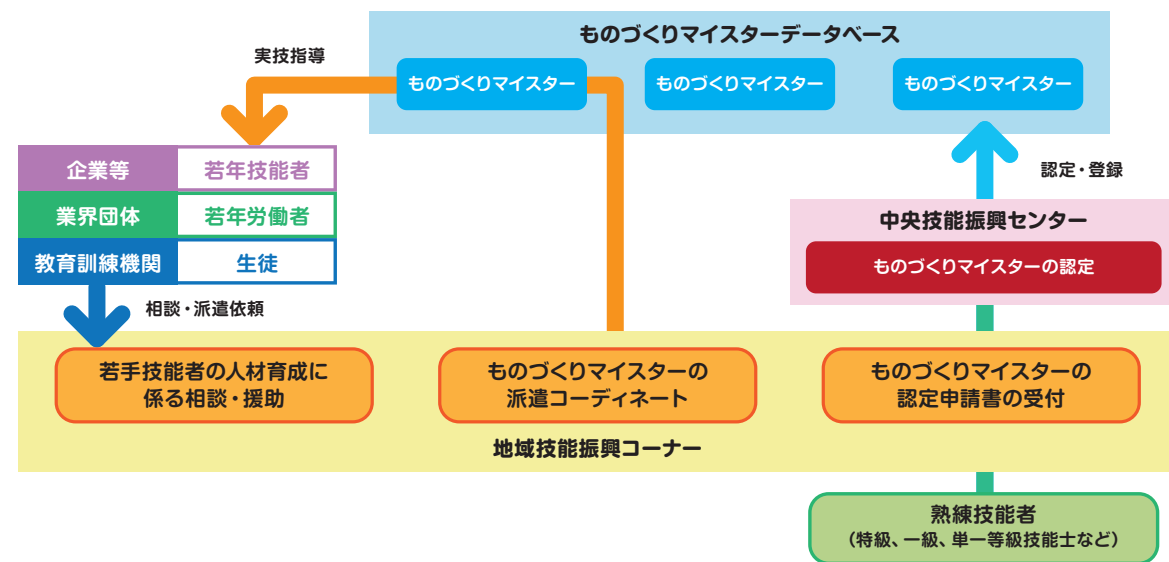 ものづくりマイスターデータベース
実技指導
ものづくりマイスター
ものづくりマイスター
ものづくりマイスター
企業等
若年技能者
業界団体
若年労働者
教育訓練機関
生徒
認定・登録
中央技能振興センター
ものづくりマイスターの認定
相談・派遣依頼
若手技能者の人材育成に
係る相談・援助
ものづくりマイスターの
派遣コーディネート
ものづくりマイスターの
認定申請書の受付
地域技能振興コーナー
熟練技能者
（特級、一級、単一等級技能士など）